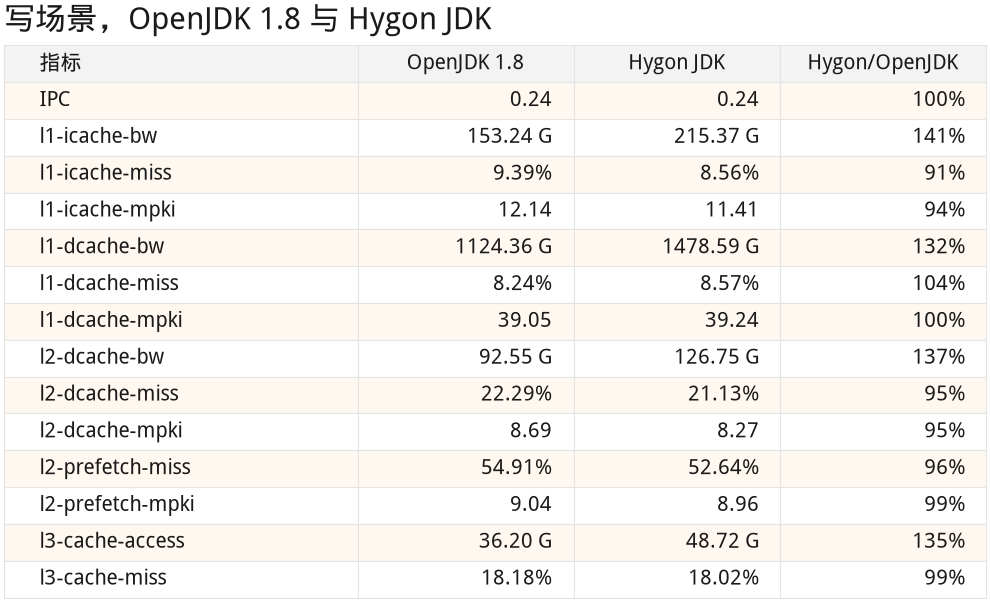 写场景，OpenJDK 1.8 与 Hygon JDK
指标 OpenJDK 1.8 Hygon JDK Hygon/OpenJDK
IPC 0.24 0.24 100%
l1-icache-bw 153.24 G 215.37 G 141%
l1-icache-miss 9.39% 8.56% 91%
l1-icache-mpki 12.14 11.41 94%
l1-dcache-bw 1124.36 G 1478.59 G 132%
l1-dcache-miss 8.24% 8.57% 104%
l1-dcache-mpki 39.05 39.24 100%
l2-dcache-bw 92.55 G 126.75 G 137%
l2-dcache-miss 22.29% 21.13% 95%
l2-dcache-mpki 8.69 8.27 95%
l2-prefetch-miss 54.91% 52.64% 96%
l2-prefetch-mpki 9.04 8.96 99%
l3-cache-access 36.20 G 48.72 G 135%
l3-cache-miss 18.18% 18.02% 99%